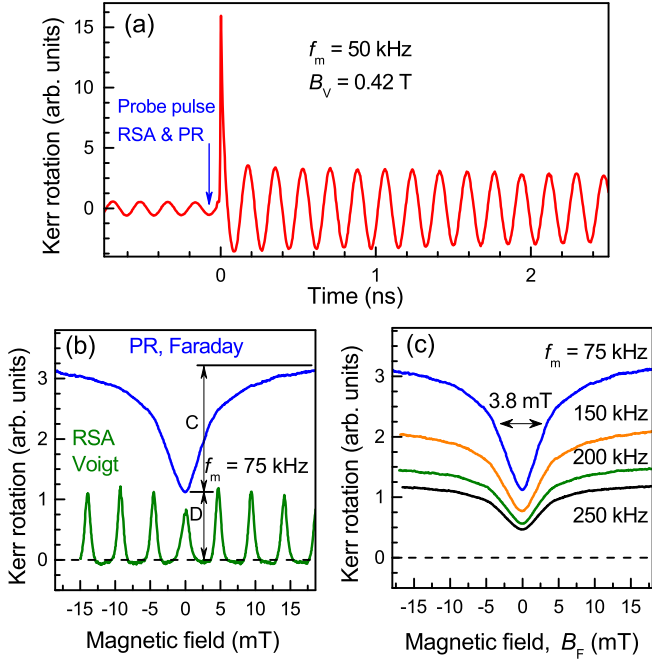 (a)
f_m = 50 kHz
B_V = 0.42 T
Probe pulse
RSA & PR
Kerr rotation (arb. units)
15
10
5
0
0
1
2
Time (ns)
(b)
PR, Faraday
C
RSA
Voigt
f_m = 75 kHz
D
Kerr rotation (arb. units)
3
2
1
0
-15 -10 -5 0 5 10 15
Magnetic field (mT)
(c)
f_m = 75 kHz
3.8 mT
150 kHz
200 kHz
250 kHz
Kerr rotation (arb. units)
3
2
1
0
-15 -10 -5 0 5 10 15
Magnetic field, B_F (mT)